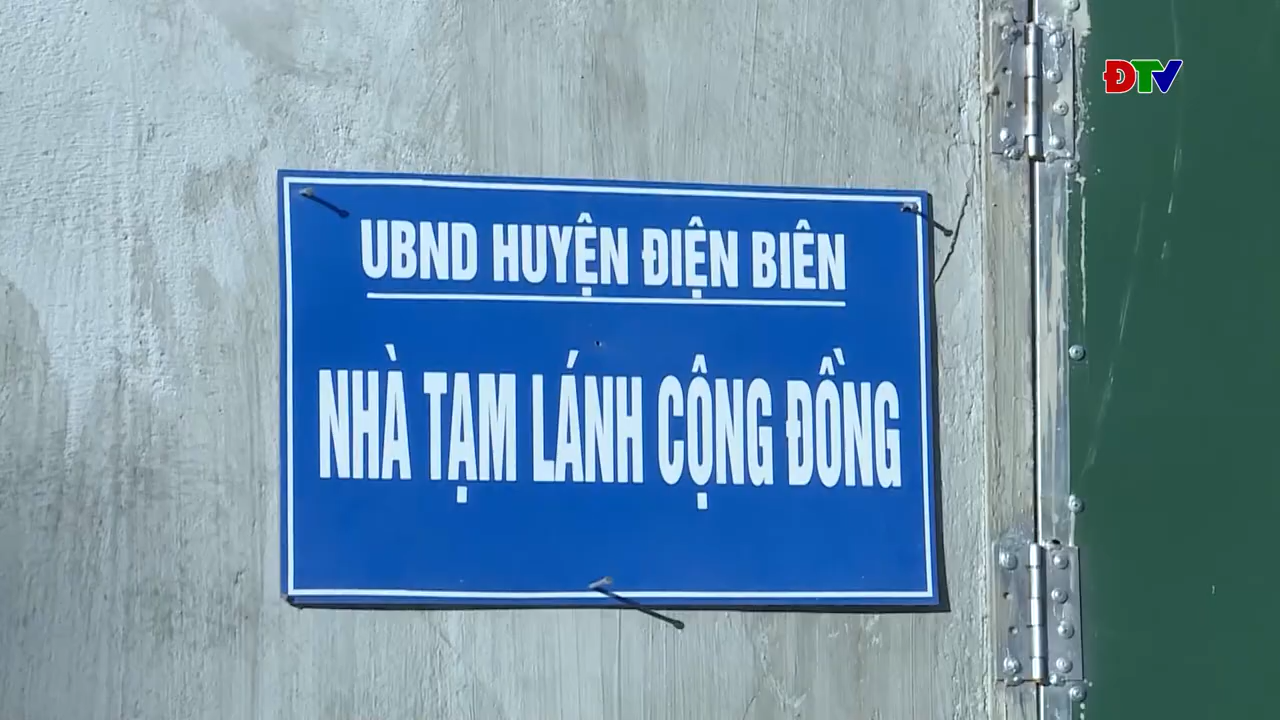 ĐTV
UBND HUYỆN ĐIỆN BIÊN
NHÀ TẠM LÁNH CỘNG ĐỒNG